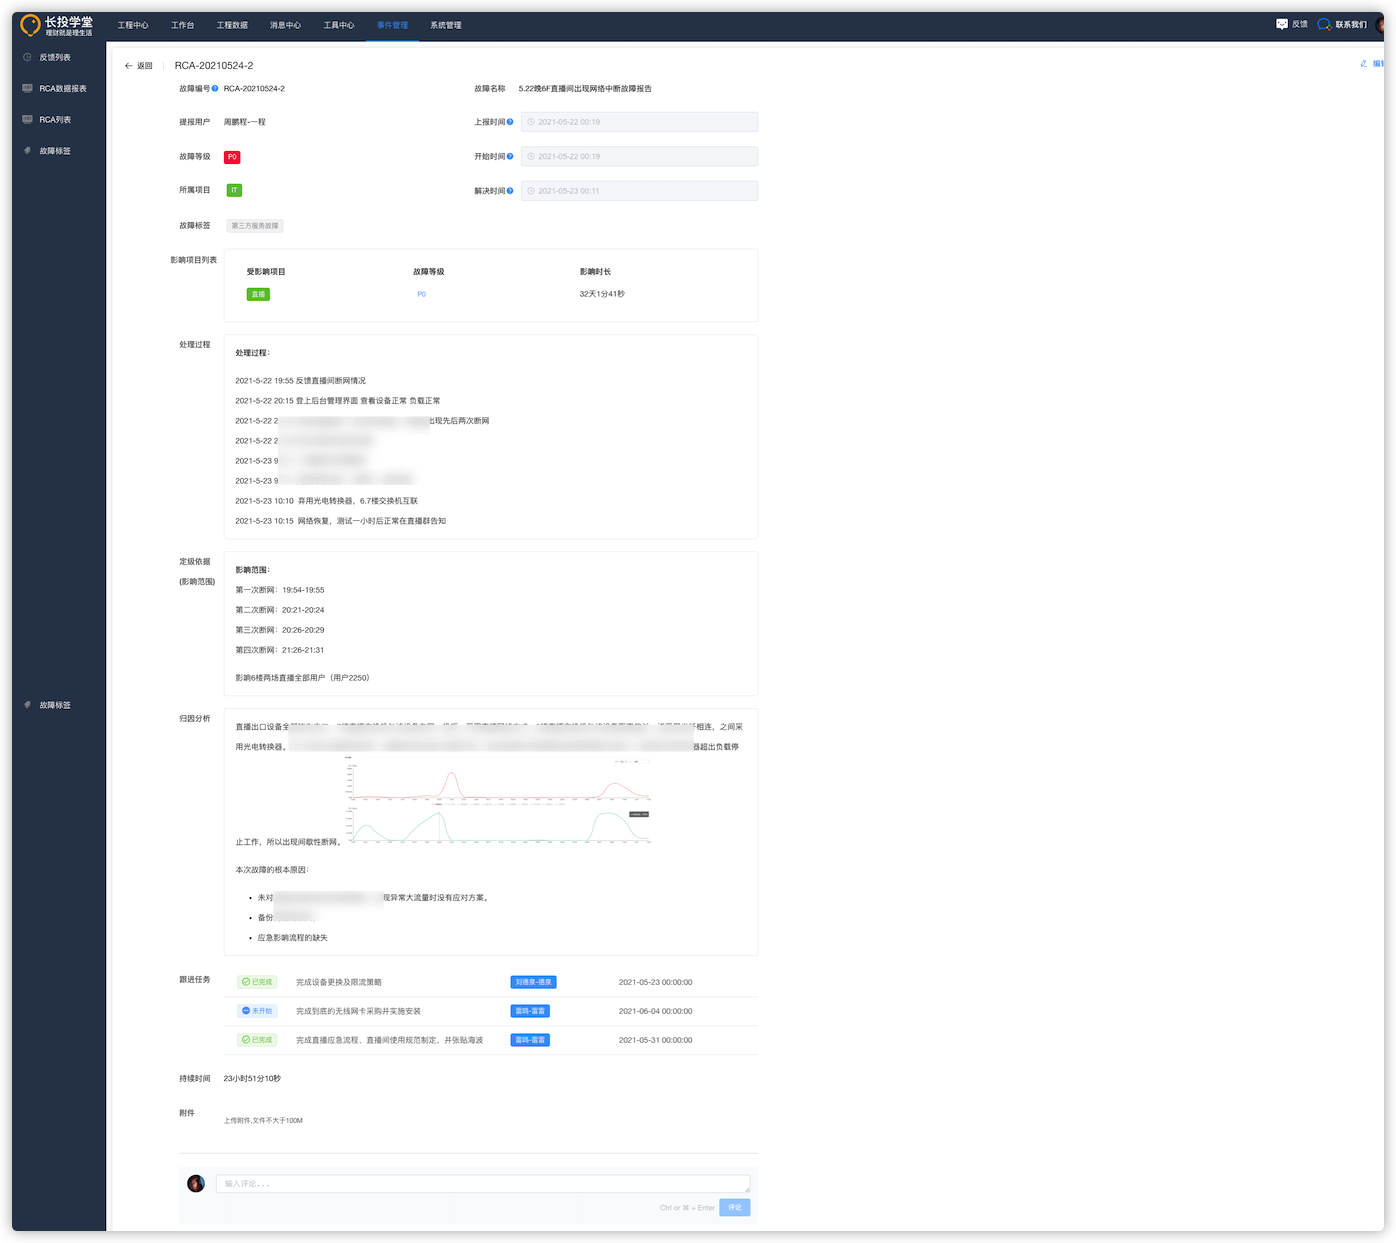 长投学堂
理财就是理生活
工程中心 工作台 工程数据 消息中心 工具中心 事件管理 系统管理
反馈 联系我们
反馈列表
RCA数据报表
RCA列表
故障标签
故障标签
返回 RCA-20210524-2
故障编号 RCA-20210524-2 故障名称 5.22晚6F直播间出现网络中断故障报告
提报用户 周鹏程-一程 上报时间 2021-05-22 00:19
故障等级 P0 开始时间 2021-05-22 00:19
所属项目 IT 解决时间 2021-05-23 00:11
故障标签 第三方服务故障
影响项目列表
受影响项目 故障等级 影响时长
直播 P0 32天1分41秒
处理过程
处理过程：
2021-5-22 19:55 反馈直播间断网情况
2021-5-22 20:15 登上后台管理界面 查看设备正常 负载正常
2021-5-22 2 出现先后两次断网
2021-5-22 2
2021-5-23 9
2021-5-23 9
2021-5-23 10:10 弃用光电转换器，6.7楼交换机互联
2021-5-23 10:15 网络恢复，测试一小时后正常在直播群告知
定级依据
(影响范围)
影响范围：
第一次断网：19:54-19:55
第二次断网：20:21-20:24
第三次断网：20:26-20:29
第四次断网：21:26-21:31
影响6楼两场直播全部用户（用户2250）
归因分析
直播出口设备全 相连，之间采
用光电转换器。 器超出负载停
止工作，所以出现间歇性断网。
本次故障的根本原因：
• 未对 现异常大流量时没有应对方案。
• 备份
• 应急影响流程的缺失
跟进任务
已完成 完成设备更换及限流策略 刘德泉-德泉 2021-05-23 00:00:00
未开始 完成到底的无线网卡采购并实施安装 雷鸣-雷雷 2021-06-04 00:00:00
已完成 完成直播应急流程、直播间使用规范制定，并张贴海波 雷鸣-雷雷 2021-05-31 00:00:00
持续时间 23小时51分10秒
附件
上传附件,文件不大于100M
输入评论...
Ctrl or ⌘ + Enter 评论